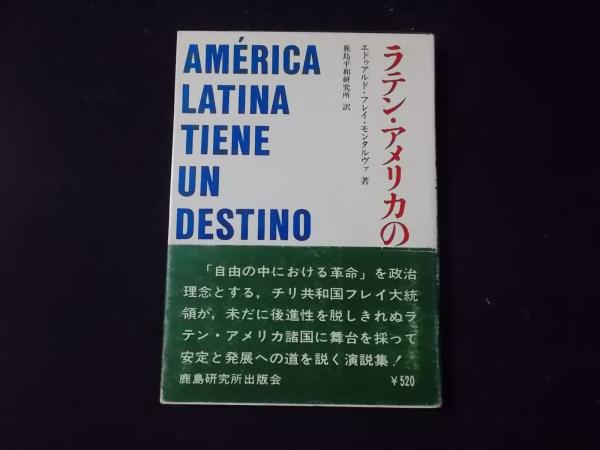 AMÉRICA
LATINA
TIENE
UN
DESTINO
ラテン・アメリカの
エドゥアルド・フレイ・モンタルヴァ 著
鹿島平和研究所 訳
「自由の中における革命」を政治
理念とする，チリ共和国フレイ大統
領が，未だに後進性を脱しきれぬラ
テン・アメリカ諸国に舞台を採って
安定と発展への道を説く演説集！
鹿島研究所出版会
￥520